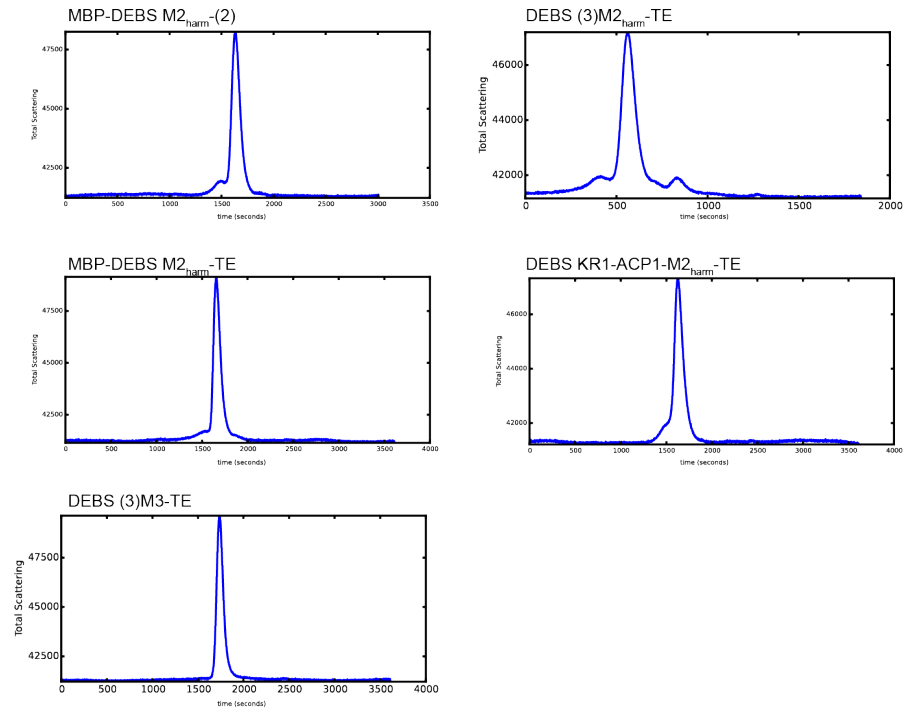 MBP-DEBS M2harm-(2)
47500
45000
42500
Total Scattering
0 500 1000 1500 2000 2500 3000 3500
time (seconds)
DEBS (3)M2harm-TE
46000
44000
42000
Total Scattering
0 500 1000 1500 2000
time (seconds)
MBP-DEBS M2harm-TE
47500
45000
42500
Total Scattering
0 500 1000 1500 2000 2500 3000 3500 4000
time (seconds)
DEBS KR1-ACP1-M2harm-TE
46000
44000
42000
Total Scattering
0 500 1000 1500 2000 2500 3000 3500 4000
time (seconds)
DEBS (3)M3-TE
47500
45000
42500
Total Scattering
0 500 1000 1500 2000 2500 3000 3500 4000
time (seconds)